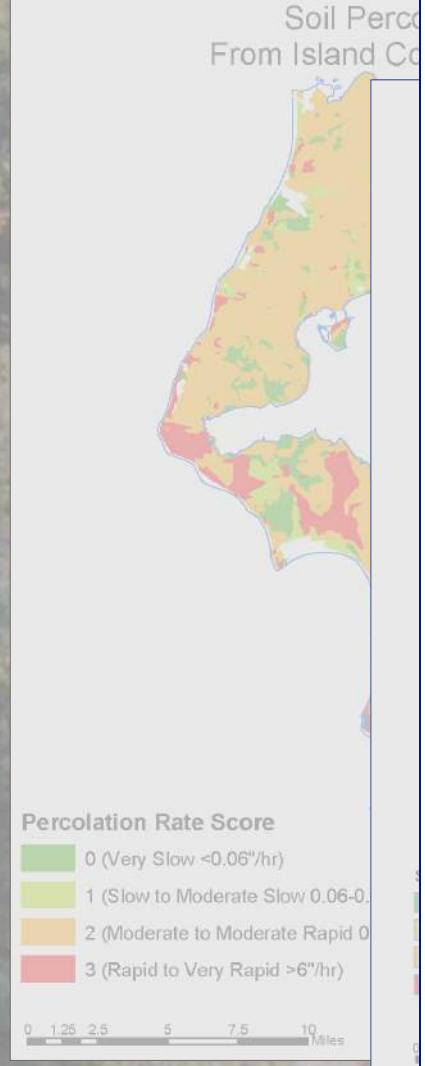 Soil Perco
From Island Co
Percolation Rate Score
0 (Very Slow <0.06"/hr)
1 (Slow to Moderate Slow 0.06-0.
2 (Moderate to Moderate Rapid 0
3 (Rapid to Very Rapid >6"/hr)
0 1.25 2.5 5 7.5 10
Miles